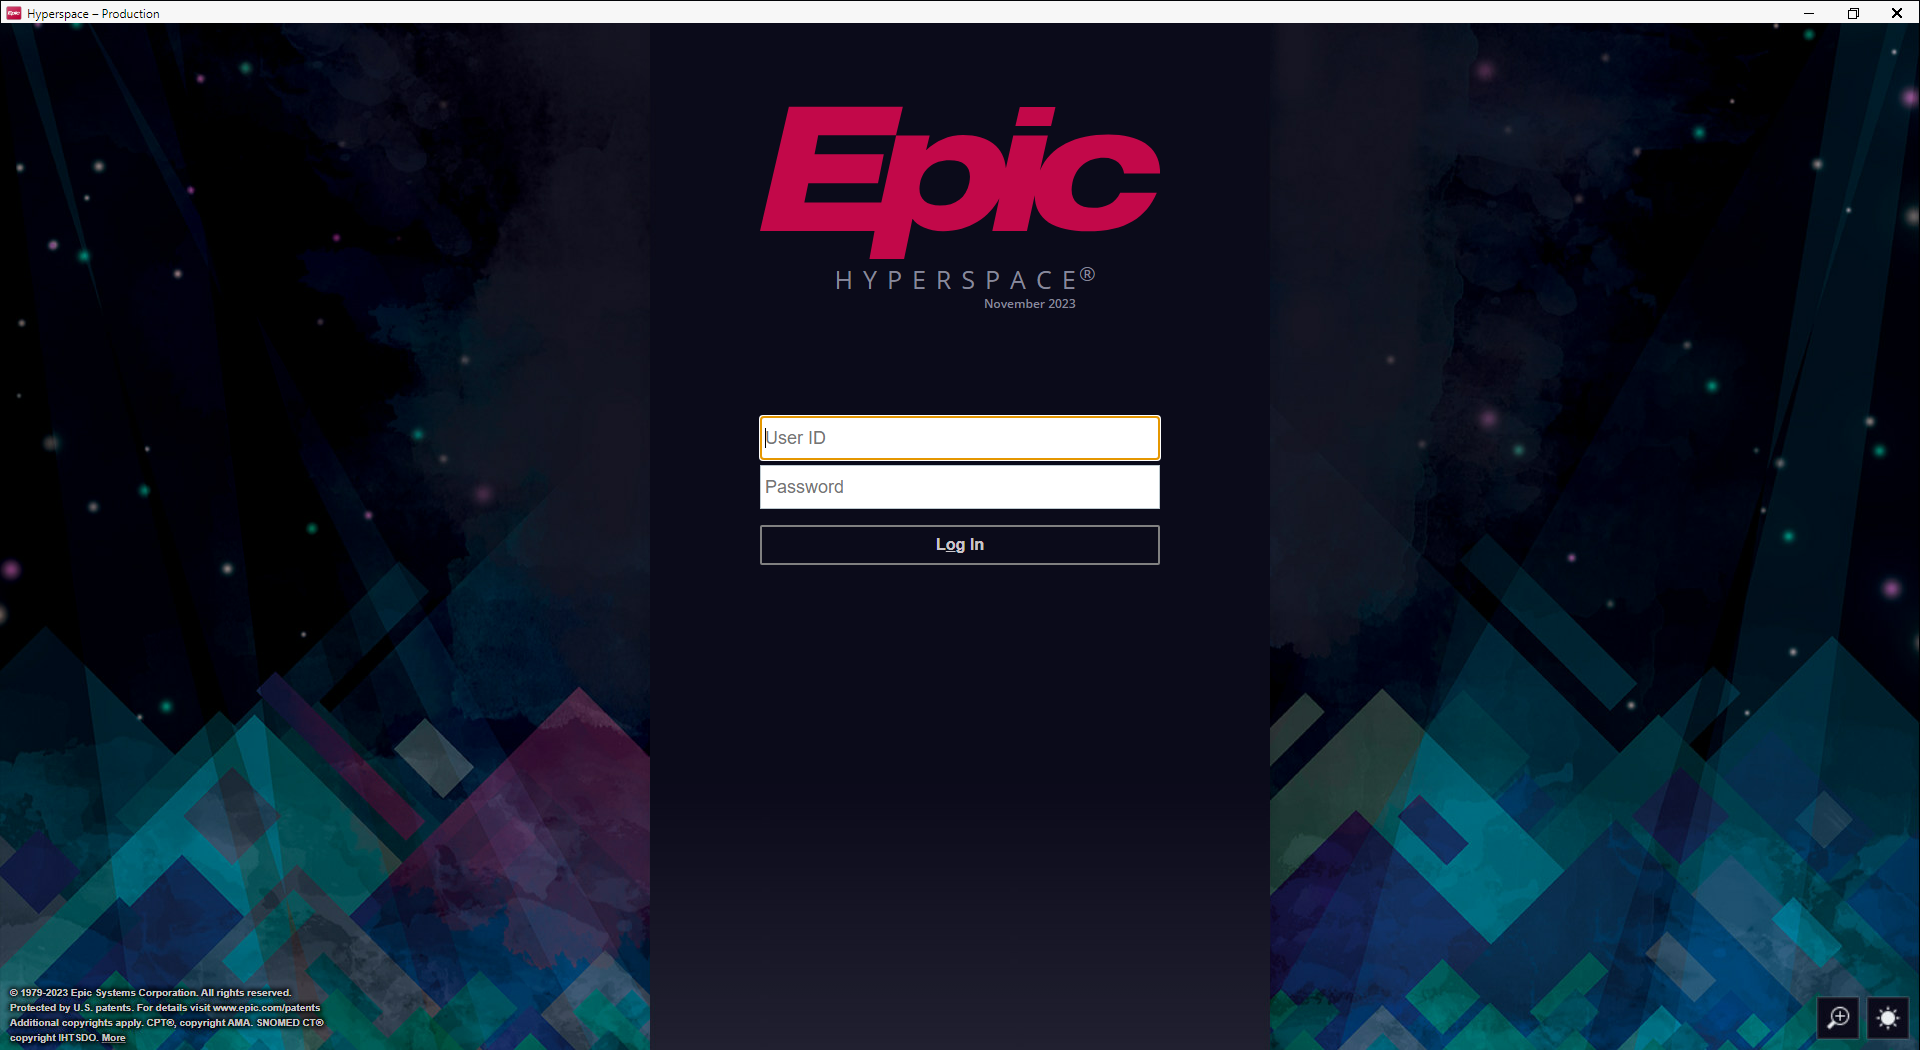 Epic
Hyperspace – Production
Epic
HYPERSPACE®
November 2023
User ID
Password
Log In
© 1979-2023 Epic Systems Corporation. All rights reserved.
Protected by U.S. patents. For details visit www.epic.com/patents
Additional copyrights apply. CPT®, copyright AMA. SNOMED CT®
copyright IHTSDO. More